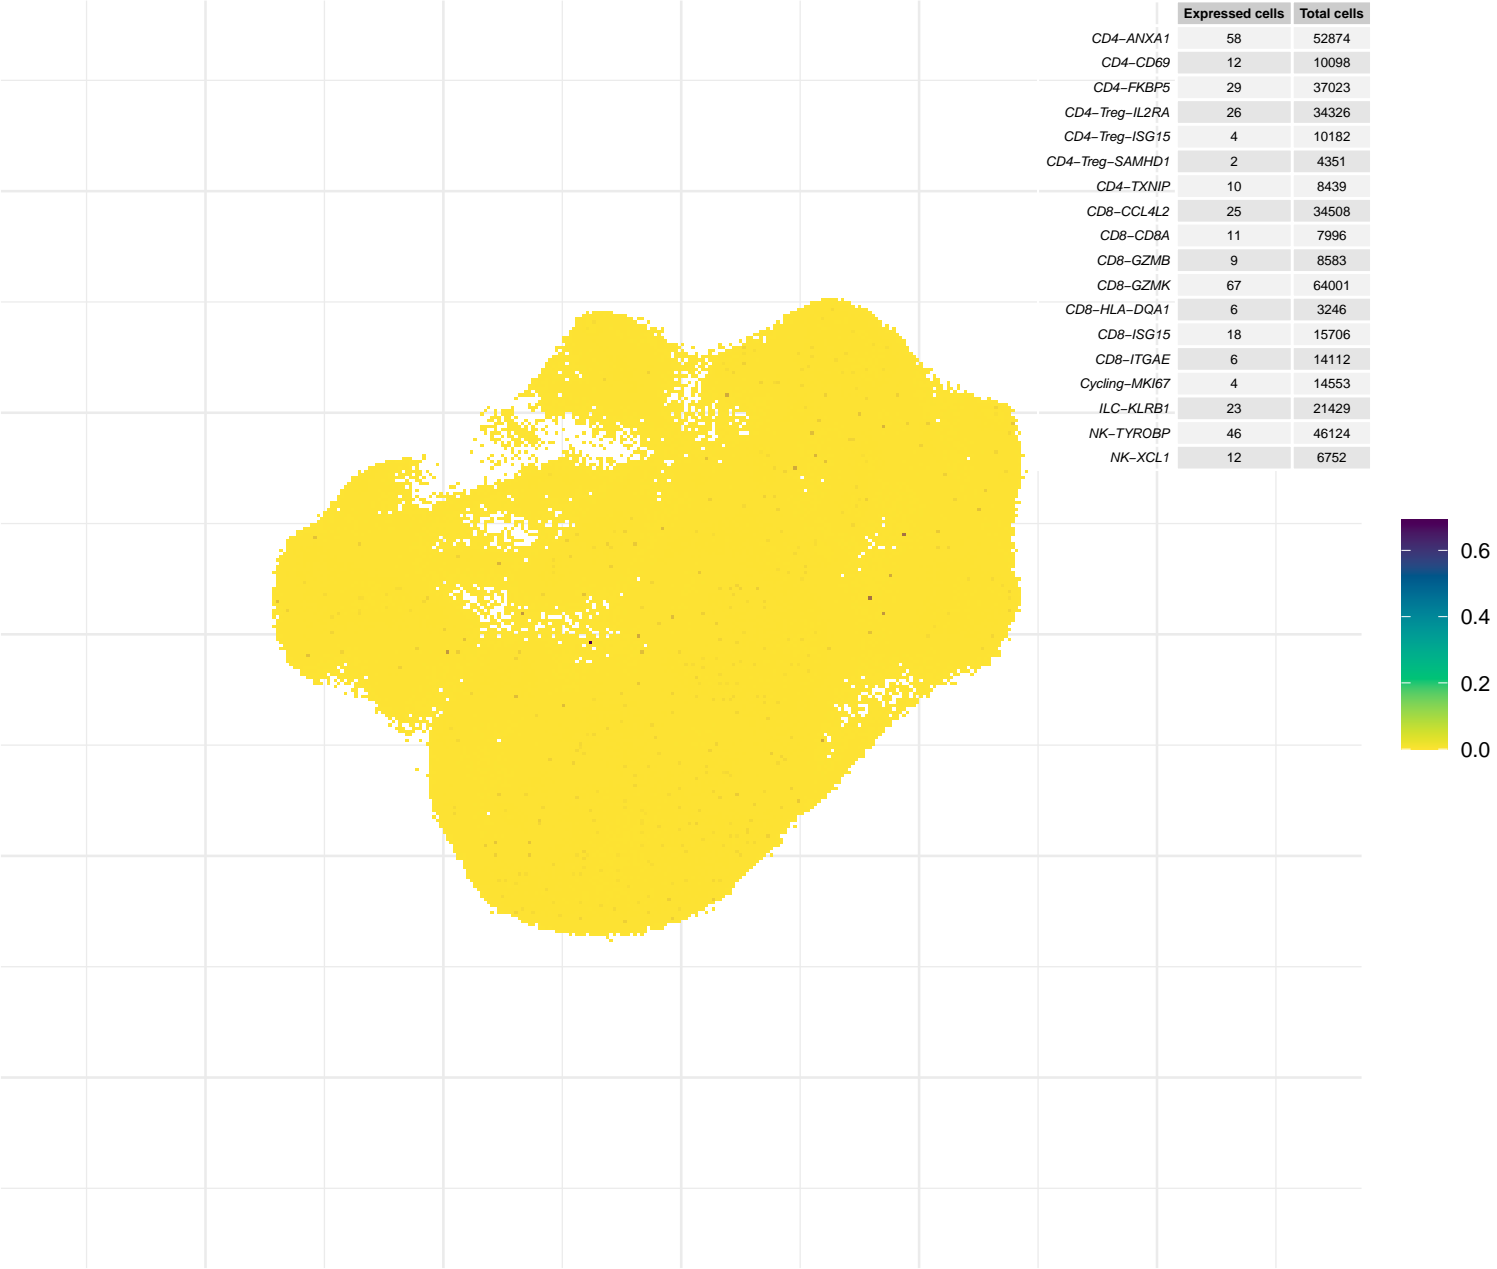 Expressed cells Total cells
CD4−ANXA1 58 52874
CD4−CD69 12 10098
CD4−FKBP5 29 37023
CD4−Treg−IL2RA 26 34326
CD4−Treg−ISG15 4 10182
CD4−Treg−SAMHD1 2 4351
CD4−TXNIP 10 8439
CD8−CCL4L2 25 34508
CD8−CD8A 11 7996
CD8−GZMB 9 8583
CD8−GZMK 67 64001
CD8−HLA−DQA1 6 3246
CD8−ISG15 18 15706
CD8−ITGAE 6 14112
Cycling−MKI67 4 14553
ILC−KLRB1 23 21429
NK−TYROBP 46 46124
NK−XCL1 12 6752
0.6
0.4
0.2
0.0